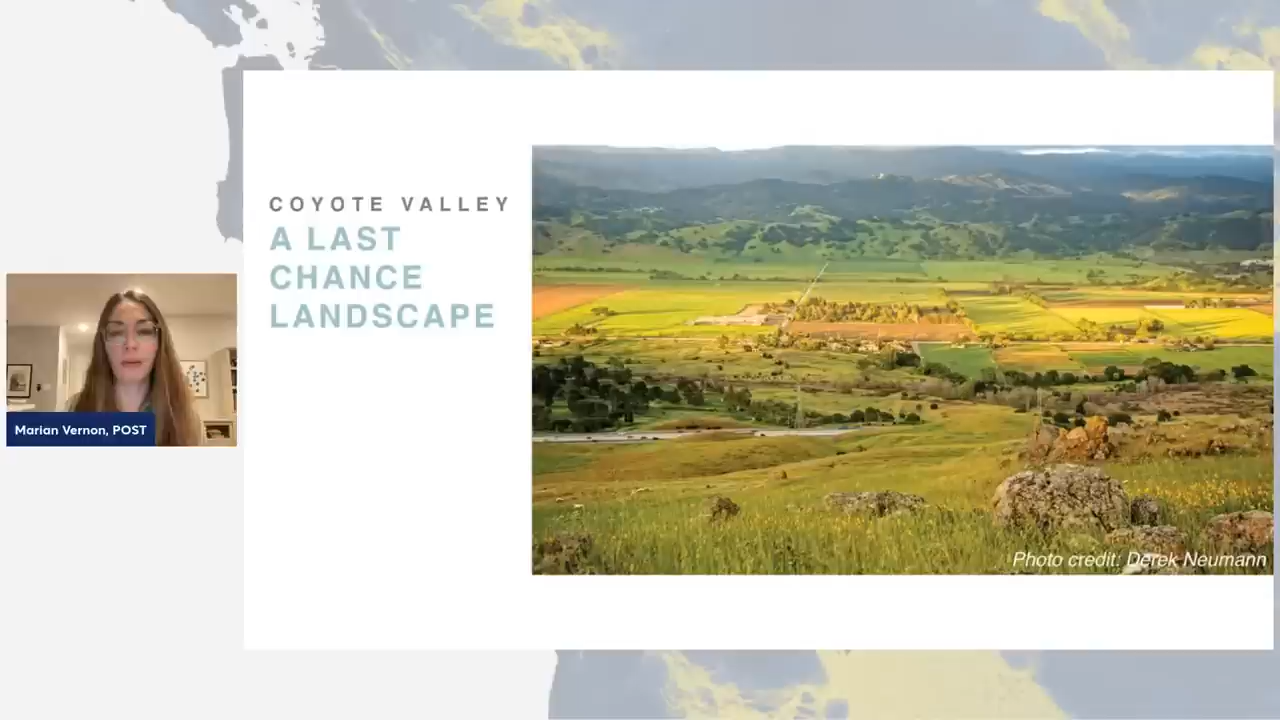 COYOTE VALLEY
A LAST
CHANCE
LANDSCAPE
Marian Vernon, POST
Photo credit: Derek Neumann